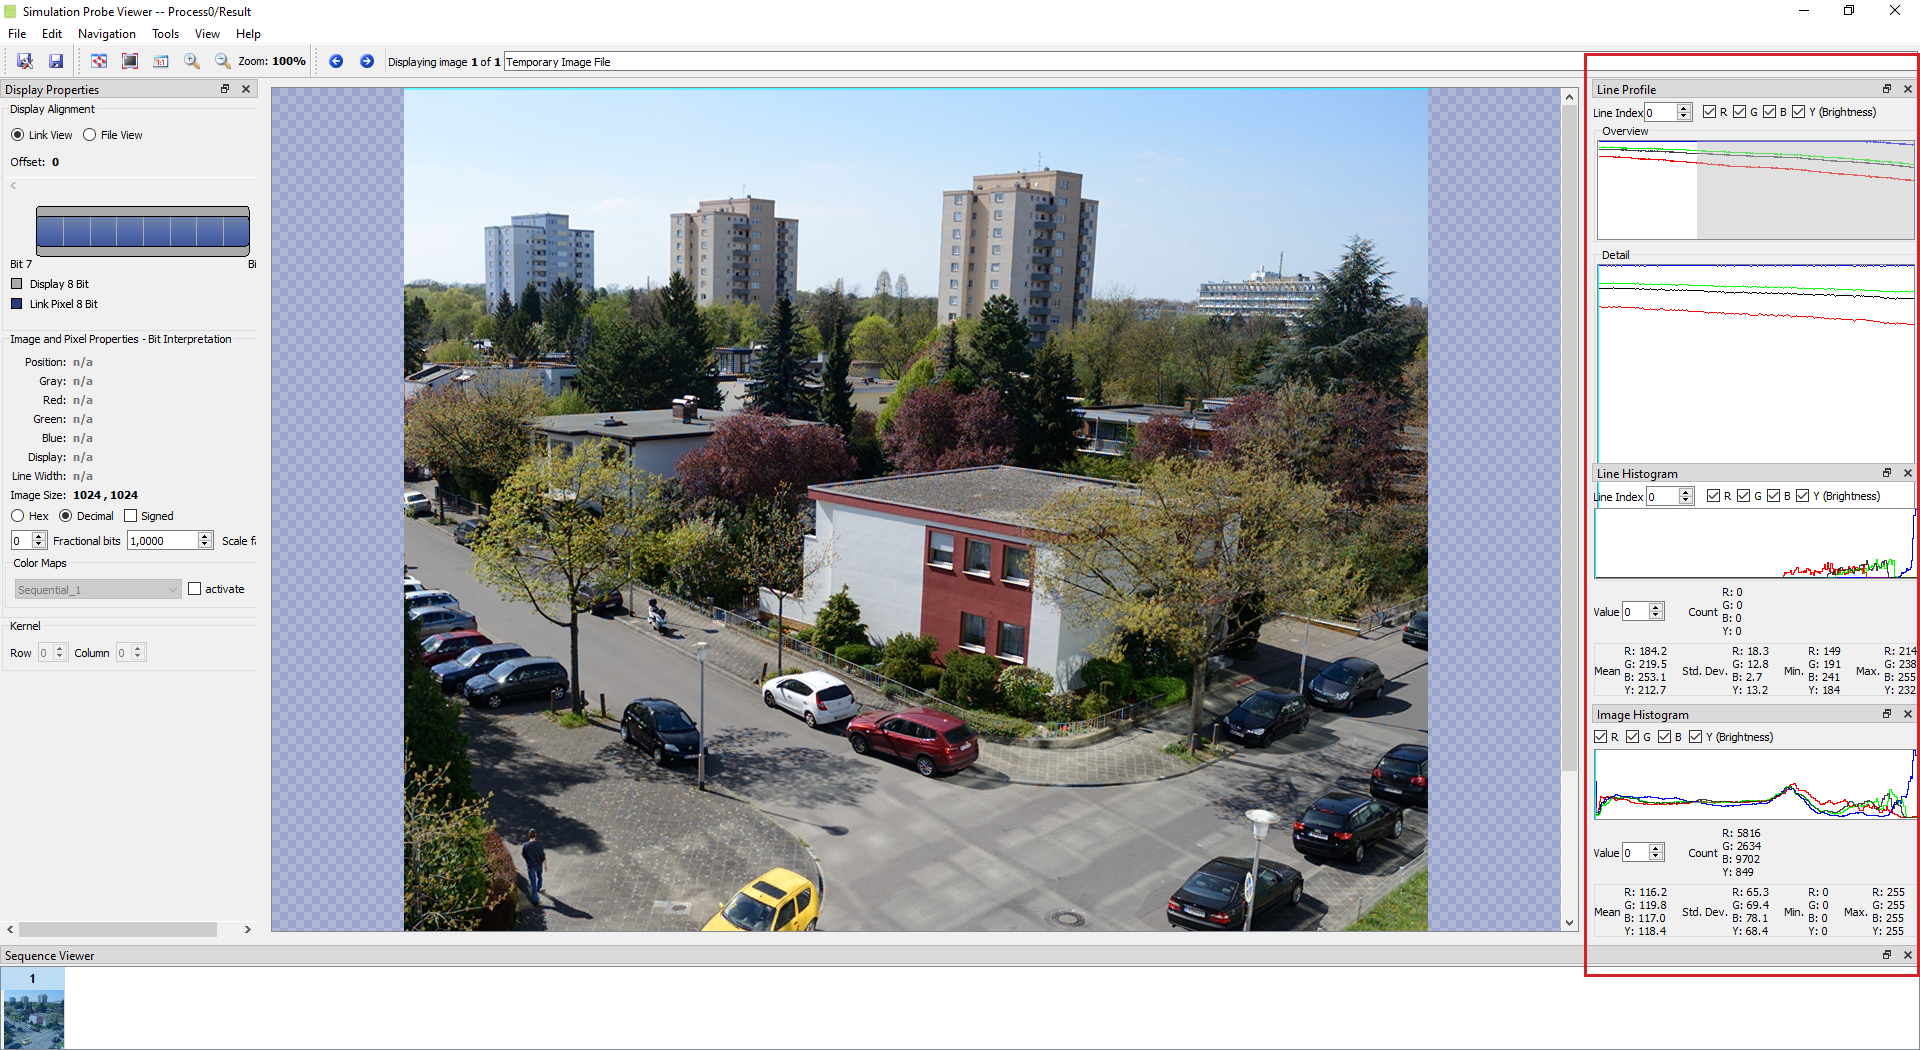 Simulation Probe Viewer -- Process0/Result
File Edit Navigation Tools View Help
1:1 Zoom: 100% Displaying image 1 of 1 Temporary Image File
Display Properties
Display Alignment
Link View File View
Offset: 0
Bit 7 Bi
Display 8 Bit
Link Pixel 8 Bit
Image and Pixel Properties - Bit Interpretation
Position: n/a
Gray: n/a
Red: n/a
Green: n/a
Blue: n/a
Display: n/a
Line Width: n/a
Image Size: 1024 , 1024
Hex Decimal Signed
0 Fractional bits 1,0000 Scale fa
Color Maps
Sequential_1 activate
Kernel
Row 0 Column 0
Line Profile
Line Index 0 R G B Y (Brightness)
Overview
Detail
Line Histogram
Line Index 0 R G B Y (Brightness)
Value 0 Count
R: 0
G: 0
B: 0
Y: 0
Mean
R: 184.2
G: 219.5
B: 253.1
Y: 212.7
Std. Dev.
R: 18.3
G: 12.8
B: 2.7
Y: 13.2
Min.
R: 149
G: 191
B: 241
Y: 184
Max.
R: 214
G: 238
B: 255
Y: 232
Image Histogram
R G B Y (Brightness)
Value 0 Count
R: 5816
G: 2634
B: 9702
Y: 849
Mean
R: 116.2
G: 119.8
B: 117.0
Y: 118.4
Std. Dev.
R: 65.3
G: 69.4
B: 78.1
Y: 68.4
Min.
R: 0
G: 0
B: 0
Y: 0
Max.
R: 255
G: 255
B: 255
Y: 255
Sequence Viewer
1